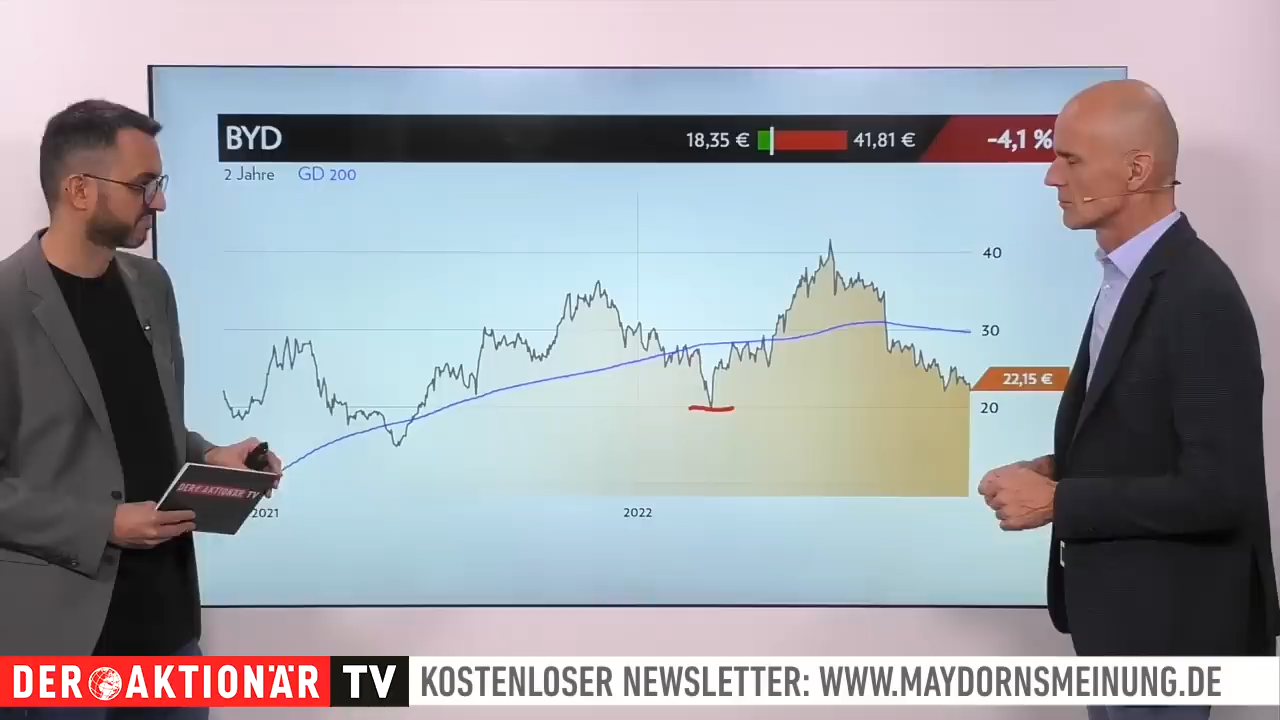 BYD 18,35 € 41,81 € -4,1 %
2 Jahre GD 200
40
30
22,15 €
20
2021 2022
DER AKTIONÄR TV
DER AKTIONÄR TV KOSTENLOSER NEWSLETTER: WWW.MAYDORNSMEINUNG.DE